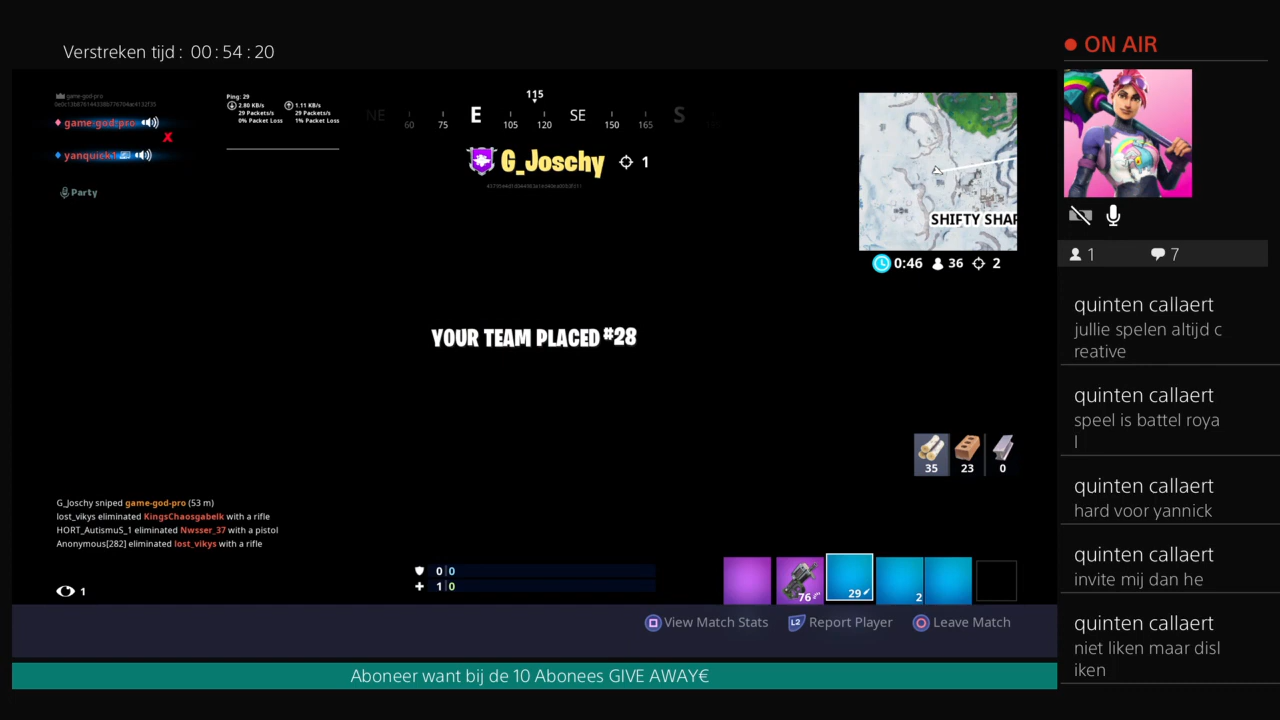 Verstreken tijd : 00 : 54 : 20
ON AIR
game-god-pro
Ping: 29
2.80 KB/s
1.11 KB/s
29 Packets/s
29 Packets/s
0% Packet Loss
1% Packet Loss
game-god-pro
X
yanquick1
Party
115
NE 60 75 E 105 120 SE 150 165 S
G_Joschy 1
SHIFTY SHAF
0:46 36 2
1 7
YOUR TEAM PLACED #28
quinten callaert
jullie spelen altijd c
reative
quinten callaert
speel is battel roya
l
quinten callaert
hard voor yannick
quinten callaert
invite mij dan he
quinten callaert
niet liken maar disl
iken
35 23 0
G_Joschy sniped game-god-pro (53 m)
lost_vikys eliminated KingsChaosgabelk with a rifle
HORT_AutismuS_1 eliminated Nwsser_37 with a pistol
Anonymous[282] eliminated lost_vikys with a rifle
1
0 0
1 0
76 29 2
View Match Stats
L2 Report Player
Leave Match
Aboneer want bij de 10 Abonees GIVE AWAY€